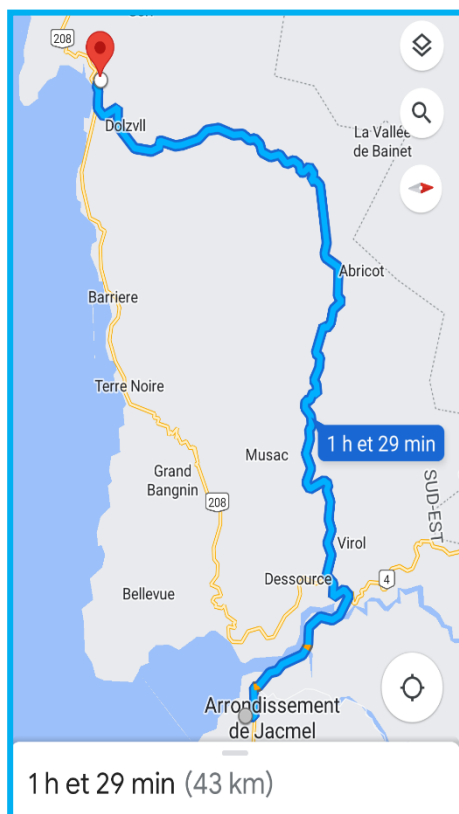 208
Dolzvll
La Vallée
de Bainet
Abricot
Barriere
Terre Noire
1 h et 29 min
Musac
Grand
Bangnin
208
SUD-EST
Virol
Dessource
4
Bellevue
Arrondissement
de Jacmel
1 h et 29 min (43 km)